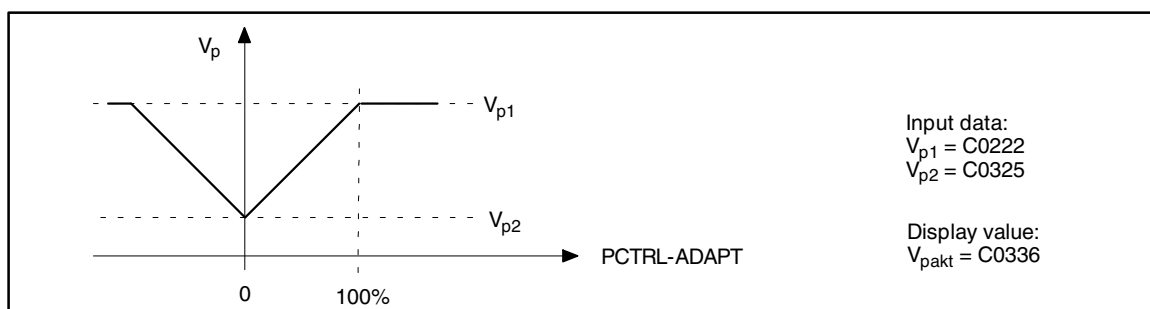 Vp
Vp1
Vp2
PCTRL-ADAPT
0
100%
Input data:
Vp1 = C0222
Vp2 = C0325
Display value:
Vpakt = C0336